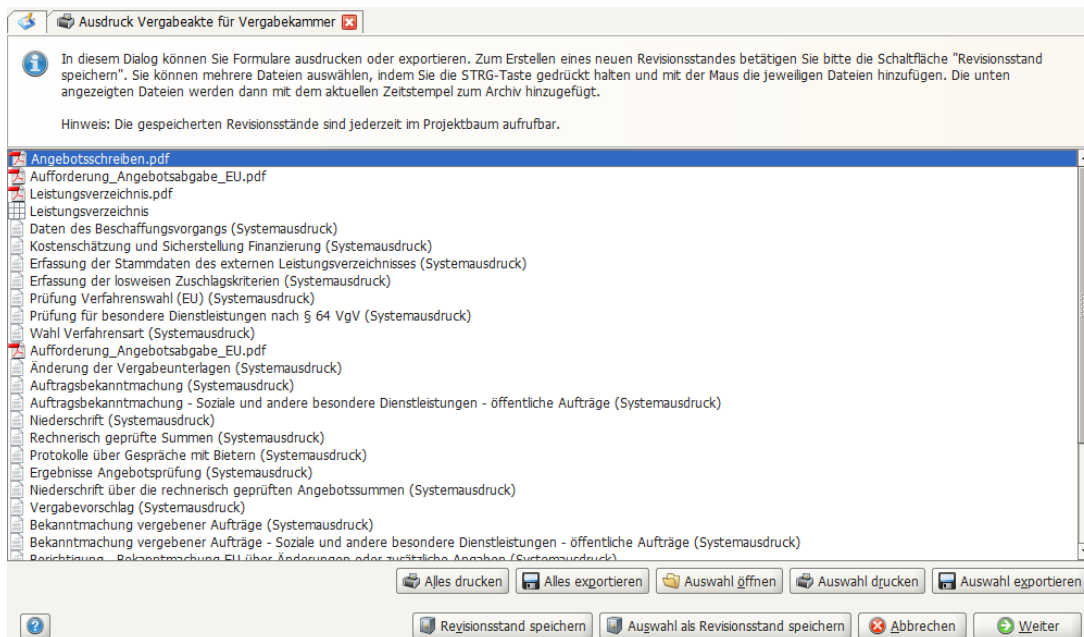 Ausdruck Vergabeakte für Vergabekammer
In diesem Dialog können Sie Formulare ausdrucken oder exportieren. Zum Erstellen eines neuen Revisionsstandes betätigen Sie bitte die Schaltfläche "Revisionsstand
speichern". Sie können mehrere Dateien auswählen, indem Sie die STRG-Taste gedrückt halten und mit der Maus die jeweiligen Dateien hinzufügen. Die unten
angezeigten Dateien werden dann mit dem aktuellen Zeitstempel zum Archiv hinzugefügt.
Hinweis: Die gespeicherten Revisionsstände sind jederzeit im Projektbaum aufrufbar.
Angebotsschreiben.pdf
Aufforderung_Angebotsabgabe_EU.pdf
Leistungsverzeichnis.pdf
Leistungsverzeichnis
Daten des Beschaffungsvorgangs (Systemausdruck)
Kostenschätzung und Sicherstellung Finanzierung (Systemausdruck)
Erfassung der Stammdaten des externen Leistungsverzeichnisses (Systemausdruck)
Erfassung der losweisen Zuschlagskriterien (Systemausdruck)
Prüfung Verfahrenswahl (EU) (Systemausdruck)
Prüfung für besondere Dienstleistungen nach § 64 VgV (Systemausdruck)
Wahl Verfahrensart (Systemausdruck)
Aufforderung_Angebotsabgabe_EU.pdf
Änderung der Vergabeunterlagen (Systemausdruck)
Auftragsbekanntmachung (Systemausdruck)
Auftragsbekanntmachung - Soziale und andere besondere Dienstleistungen - öffentliche Aufträge (Systemausdruck)
Niederschrift (Systemausdruck)
Rechnerisch geprüfte Summen (Systemausdruck)
Protokolle über Gespräche mit Bietern (Systemausdruck)
Ergebnisse Angebotsprüfung (Systemausdruck)
Niederschrift über die rechnerisch geprüften Angebotssummen (Systemausdruck)
Vergabevorschlag (Systemausdruck)
Bekanntmachung vergebener Aufträge (Systemausdruck)
Bekanntmachung vergebener Aufträge - Soziale und andere besondere Dienstleistungen - öffentliche Aufträge (Systemausdruck)
Berichtigung - Bekanntmachung EU über Änderungen oder zusätzliche Angaben (Systemausdruck)
Alles drucken Alles exportieren Auswahl öffnen Auswahl drucken Auswahl exportieren
Revisionsstand speichern Auswahl als Revisionsstand speichern Abbrechen Weiter